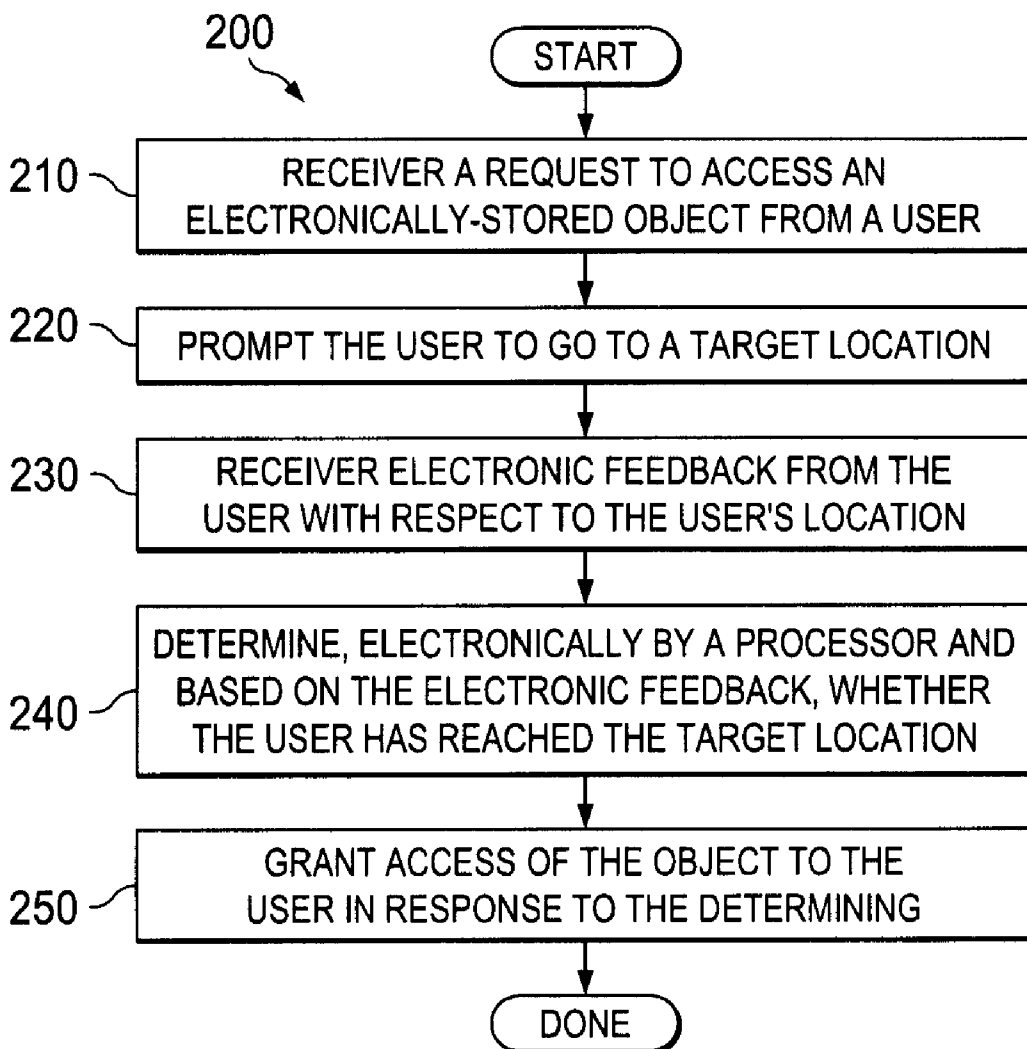 200
START
210
RECEIVER A REQUEST TO ACCESS AN
ELECTRONICALLY-STORED OBJECT FROM A USER
220
PROMPT THE USER TO GO TO A TARGET LOCATION
230
RECEIVER ELECTRONIC FEEDBACK FROM THE
USER WITH RESPECT TO THE USER'S LOCATION
240
DETERMINE, ELECTRONICALLY BY A PROCESSOR AND
BASED ON THE ELECTRONIC FEEDBACK, WHETHER
THE USER HAS REACHED THE TARGET LOCATION
250
GRANT ACCESS OF THE OBJECT TO THE
USER IN RESPONSE TO THE DETERMINING
DONE